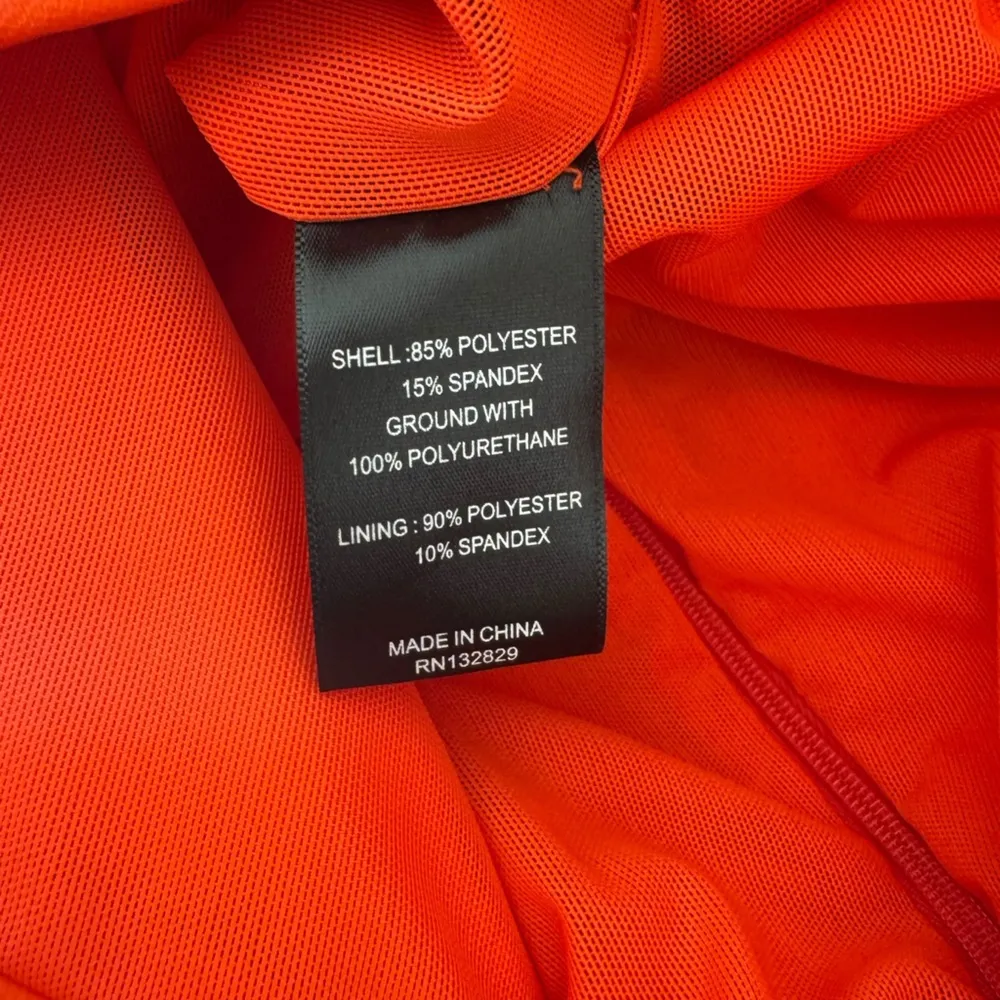 SHELL :85% POLYESTER
15% SPANDEX
GROUND WITH
100% POLYURETHANE
LINING : 90% POLYESTER
10% SPANDEX
MADE IN CHINA
RN132829